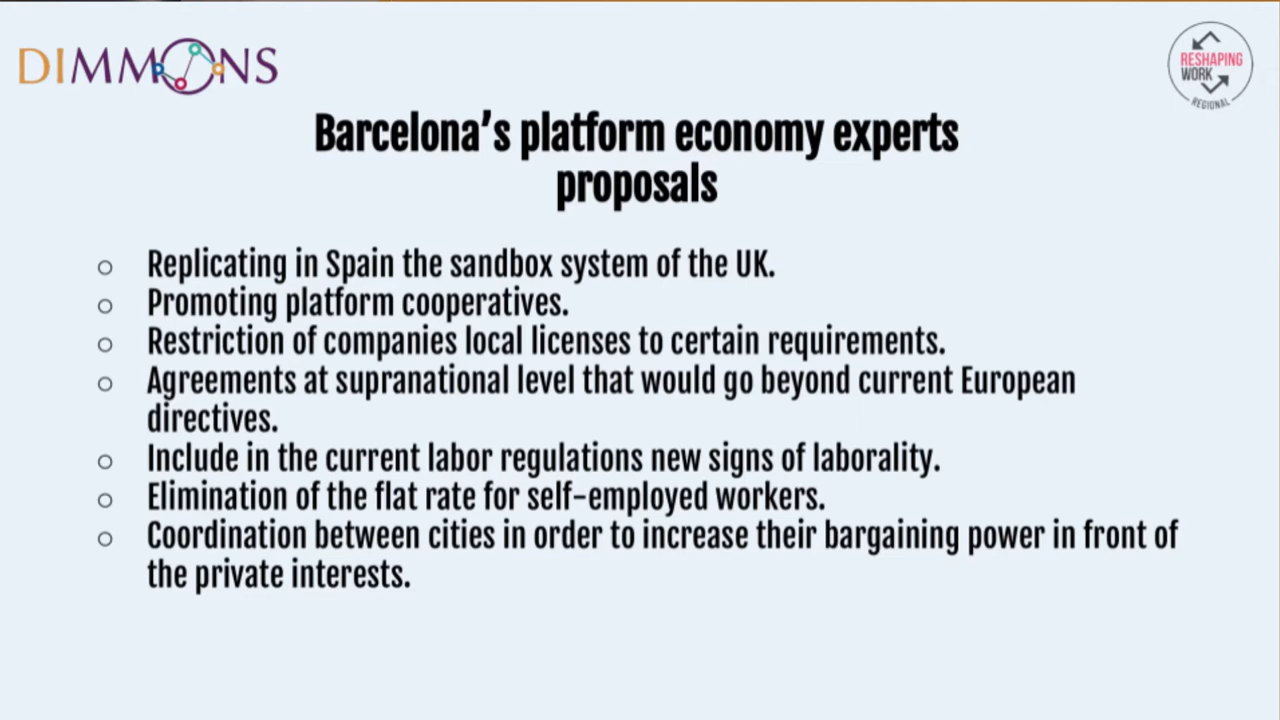 DIMMONS
RESHAPING
WORK
REGIONAL
Barcelona's platform economy experts
proposals
Replicating in Spain the sandbox system of the UK.
Promoting platform cooperatives.
Restriction of companies local licenses to certain requirements.
Agreements at supranational level that would go beyond current European
directives.
Include in the current labor regulations new signs of laborality.
Elimination of the flat rate for self-employed workers.
Coordination between cities in order to increase their bargaining power in front of
the private interests.